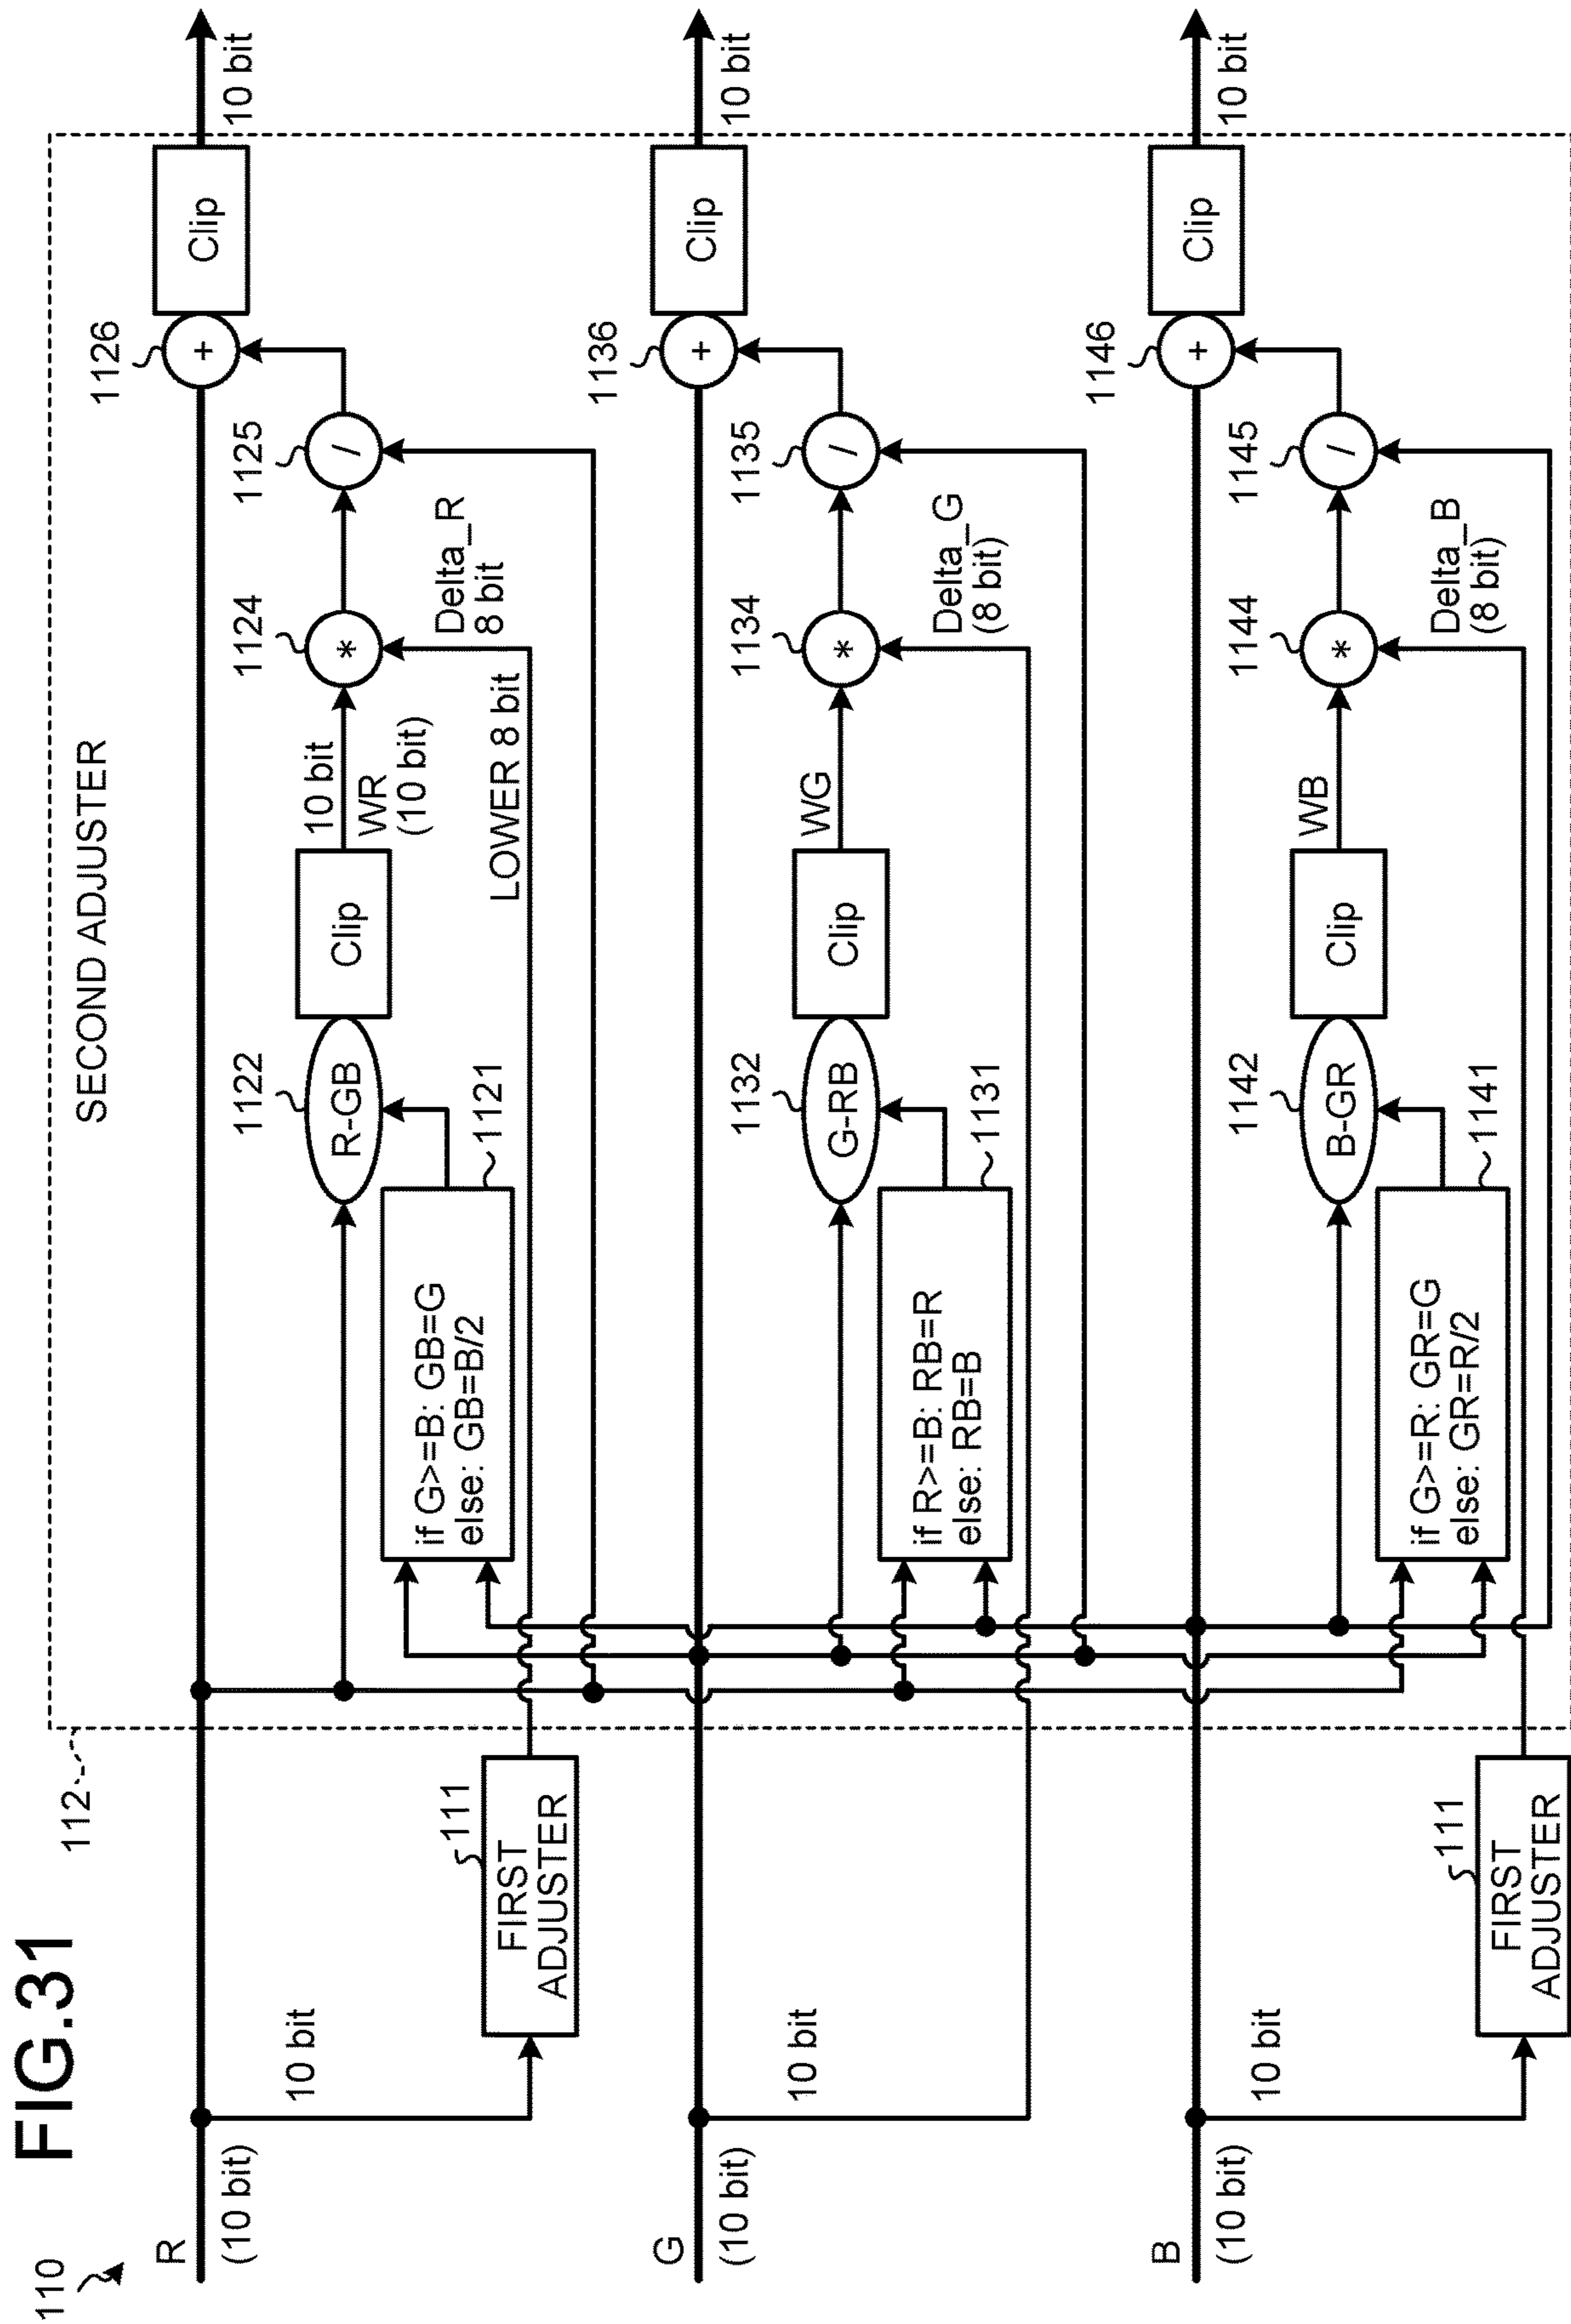 FIG.31
110
112
SECOND ADJUSTER
R
(10 bit)
10 bit
FIRST
ADJUSTER
111
if G>=B: GB=G
else: GB=B/2
1121
R-GB
1122
Clip
10 bit
WR
(10 bit)
LOWER 8 bit
*
1124
Delta_R
8 bit
/
1125
+
1126
Clip
10 bit
G
(10 bit)
10 bit
if R>=B: RB=R
else: RB=B
1131
G-RB
1132
Clip
WG
*
1134
Delta_G
(8 bit)
/
1135
+
1136
Clip
10 bit
B
(10 bit)
10 bit
FIRST
ADJUSTER
111
if G>=R: GR=G
else: GR=R/2
1141
B-GR
1142
Clip
WB
*
1144
Delta_B
(8 bit)
/
1145
+
1146
Clip
10 bit